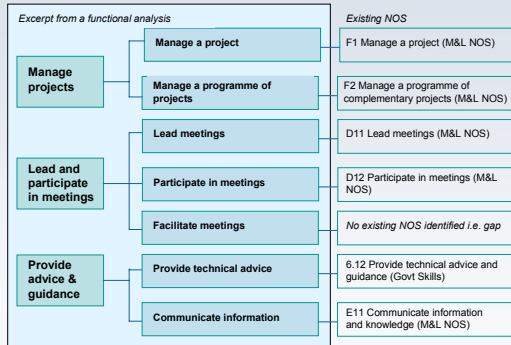 Excerpt from a functional analysis
Existing NOS
Manage
projects
Manage a project
F1 Manage a project (M&L NOS)
Manage a programme of
projects
F2 Manage a programme of
complementary projects (M&L NOS)
Lead and
participate
in meetings
Lead meetings
D11 Lead meetings (M&L NOS)
Participate in meetings
D12 Participate in meetings (M&L
NOS)
Facilitate meetings
No existing NOS identified i.e. gap
Provide
advice &
guidance
Provide technical advice
6.12 Provide technical advice and
guidance (Govt Skills)
Communicate information
E11 Communicate information
and knowledge (M&L NOS)